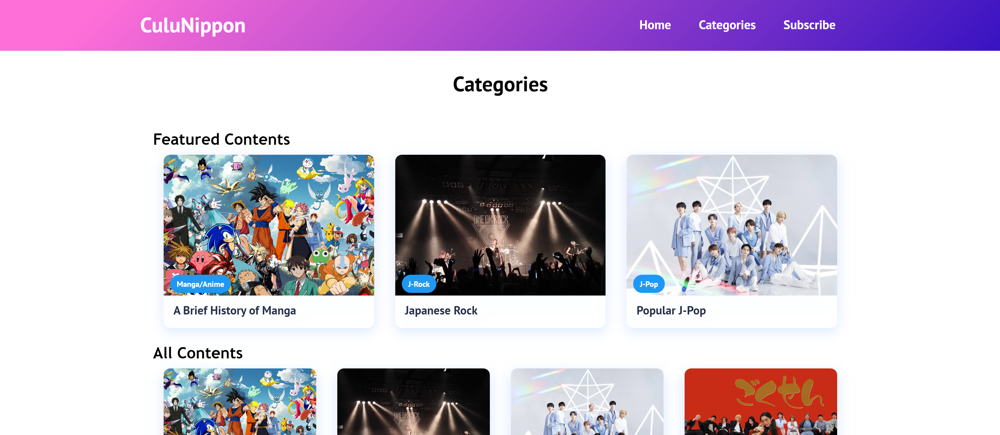 CuluNippon
Home
Categories
Subscribe
Categories
Featured Contents
ONE OK ROCK
Manga/Anime
J-Rock
J-Pop
A Brief History of Manga
Japanese Rock
Popular J-Pop
All Contents
ONE OK ROCK
ごくせん